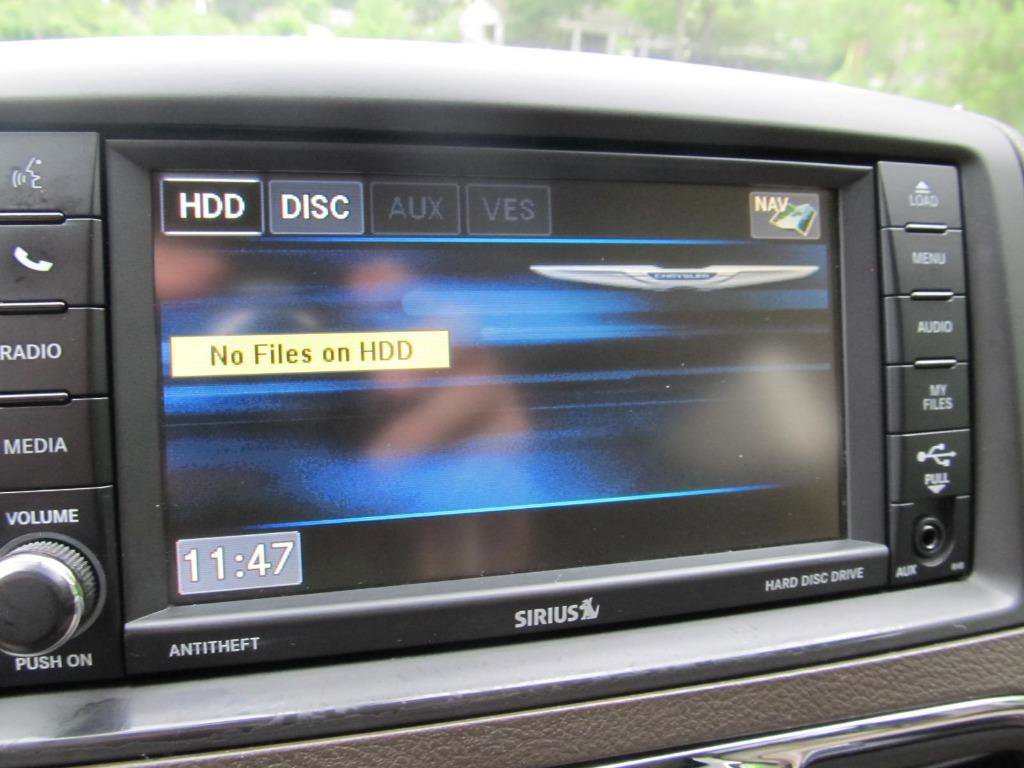 HDD DISC AUX VES NAV
CHRYSLER
No Files on HDD
11:47
RADIO
MEDIA
VOLUME
PUSH ON
ANTITHEFT
SIRIUS
HARD DISC DRIVE
LOAD
MENU
AUDIO
MY
FILES
PULL
AUX